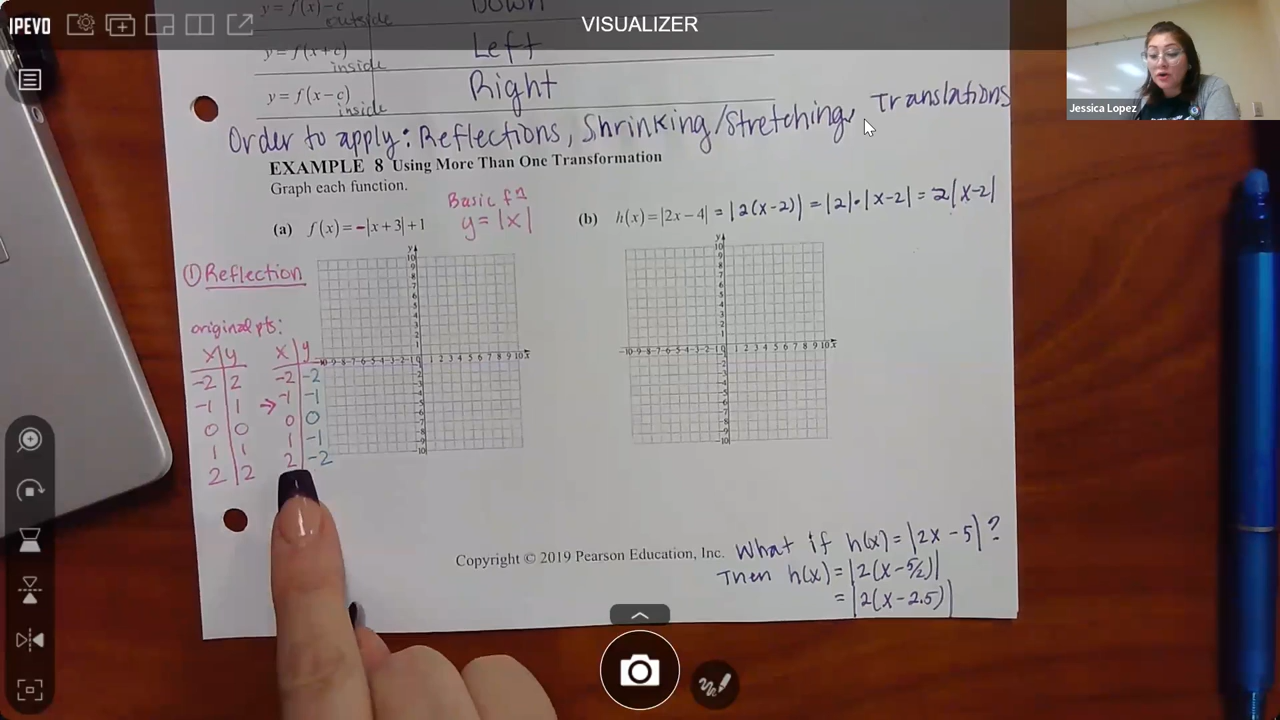 IPEVO
VISUALIZER
Jessica Lopez
y = f(x) - c
outside
Down
y = f(x+c)
inside
Left
y = f(x-c)
inside
Right
Order to apply: Reflections, Shrinking/Stretching, Translations
EXAMPLE 8 Using More Than One Transformation
Graph each function.
Basic fn
y = |x|
(a) f(x) = -|x+3|+1
(b) h(x) = |2x-4| = |2(x-2)| = |2|·|x-2| = 2|x-2|
① Reflection
original pts:
x | y
-2 | 2
-1 | 1
0 | 0
1 | 1
2 | 2
→
x | y
-2 | -2
-1 | -1
0 | 0
1 | -1
2 | -2
Copyright © 2019 Pearson Education, Inc.
What if h(x) = |2x-5|?
Then h(x) = |2(x-5/2)|
= |2(x-2.5)|